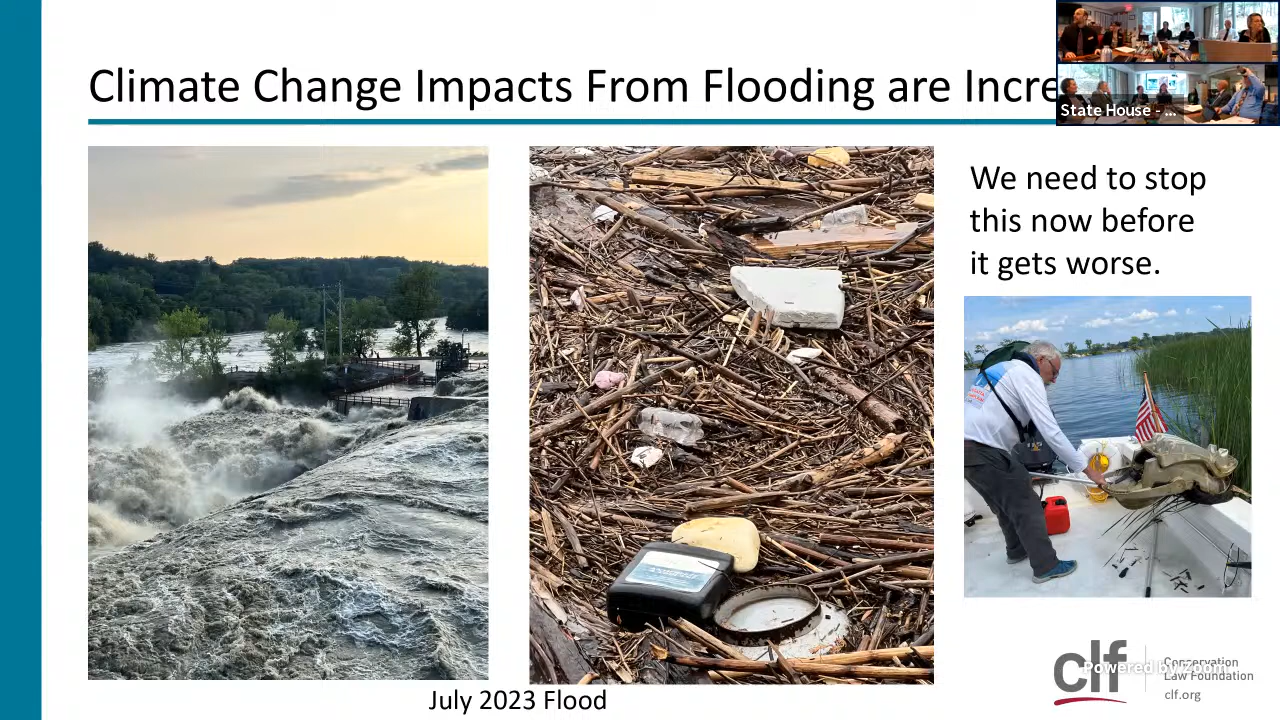 Climate Change Impacts From Flooding are Incre
State House - ...
We need to stop
this now before
it gets worse.
July 2023 Flood
clf
Conservation
Law Foundation
clf.org
Powered by Zoom